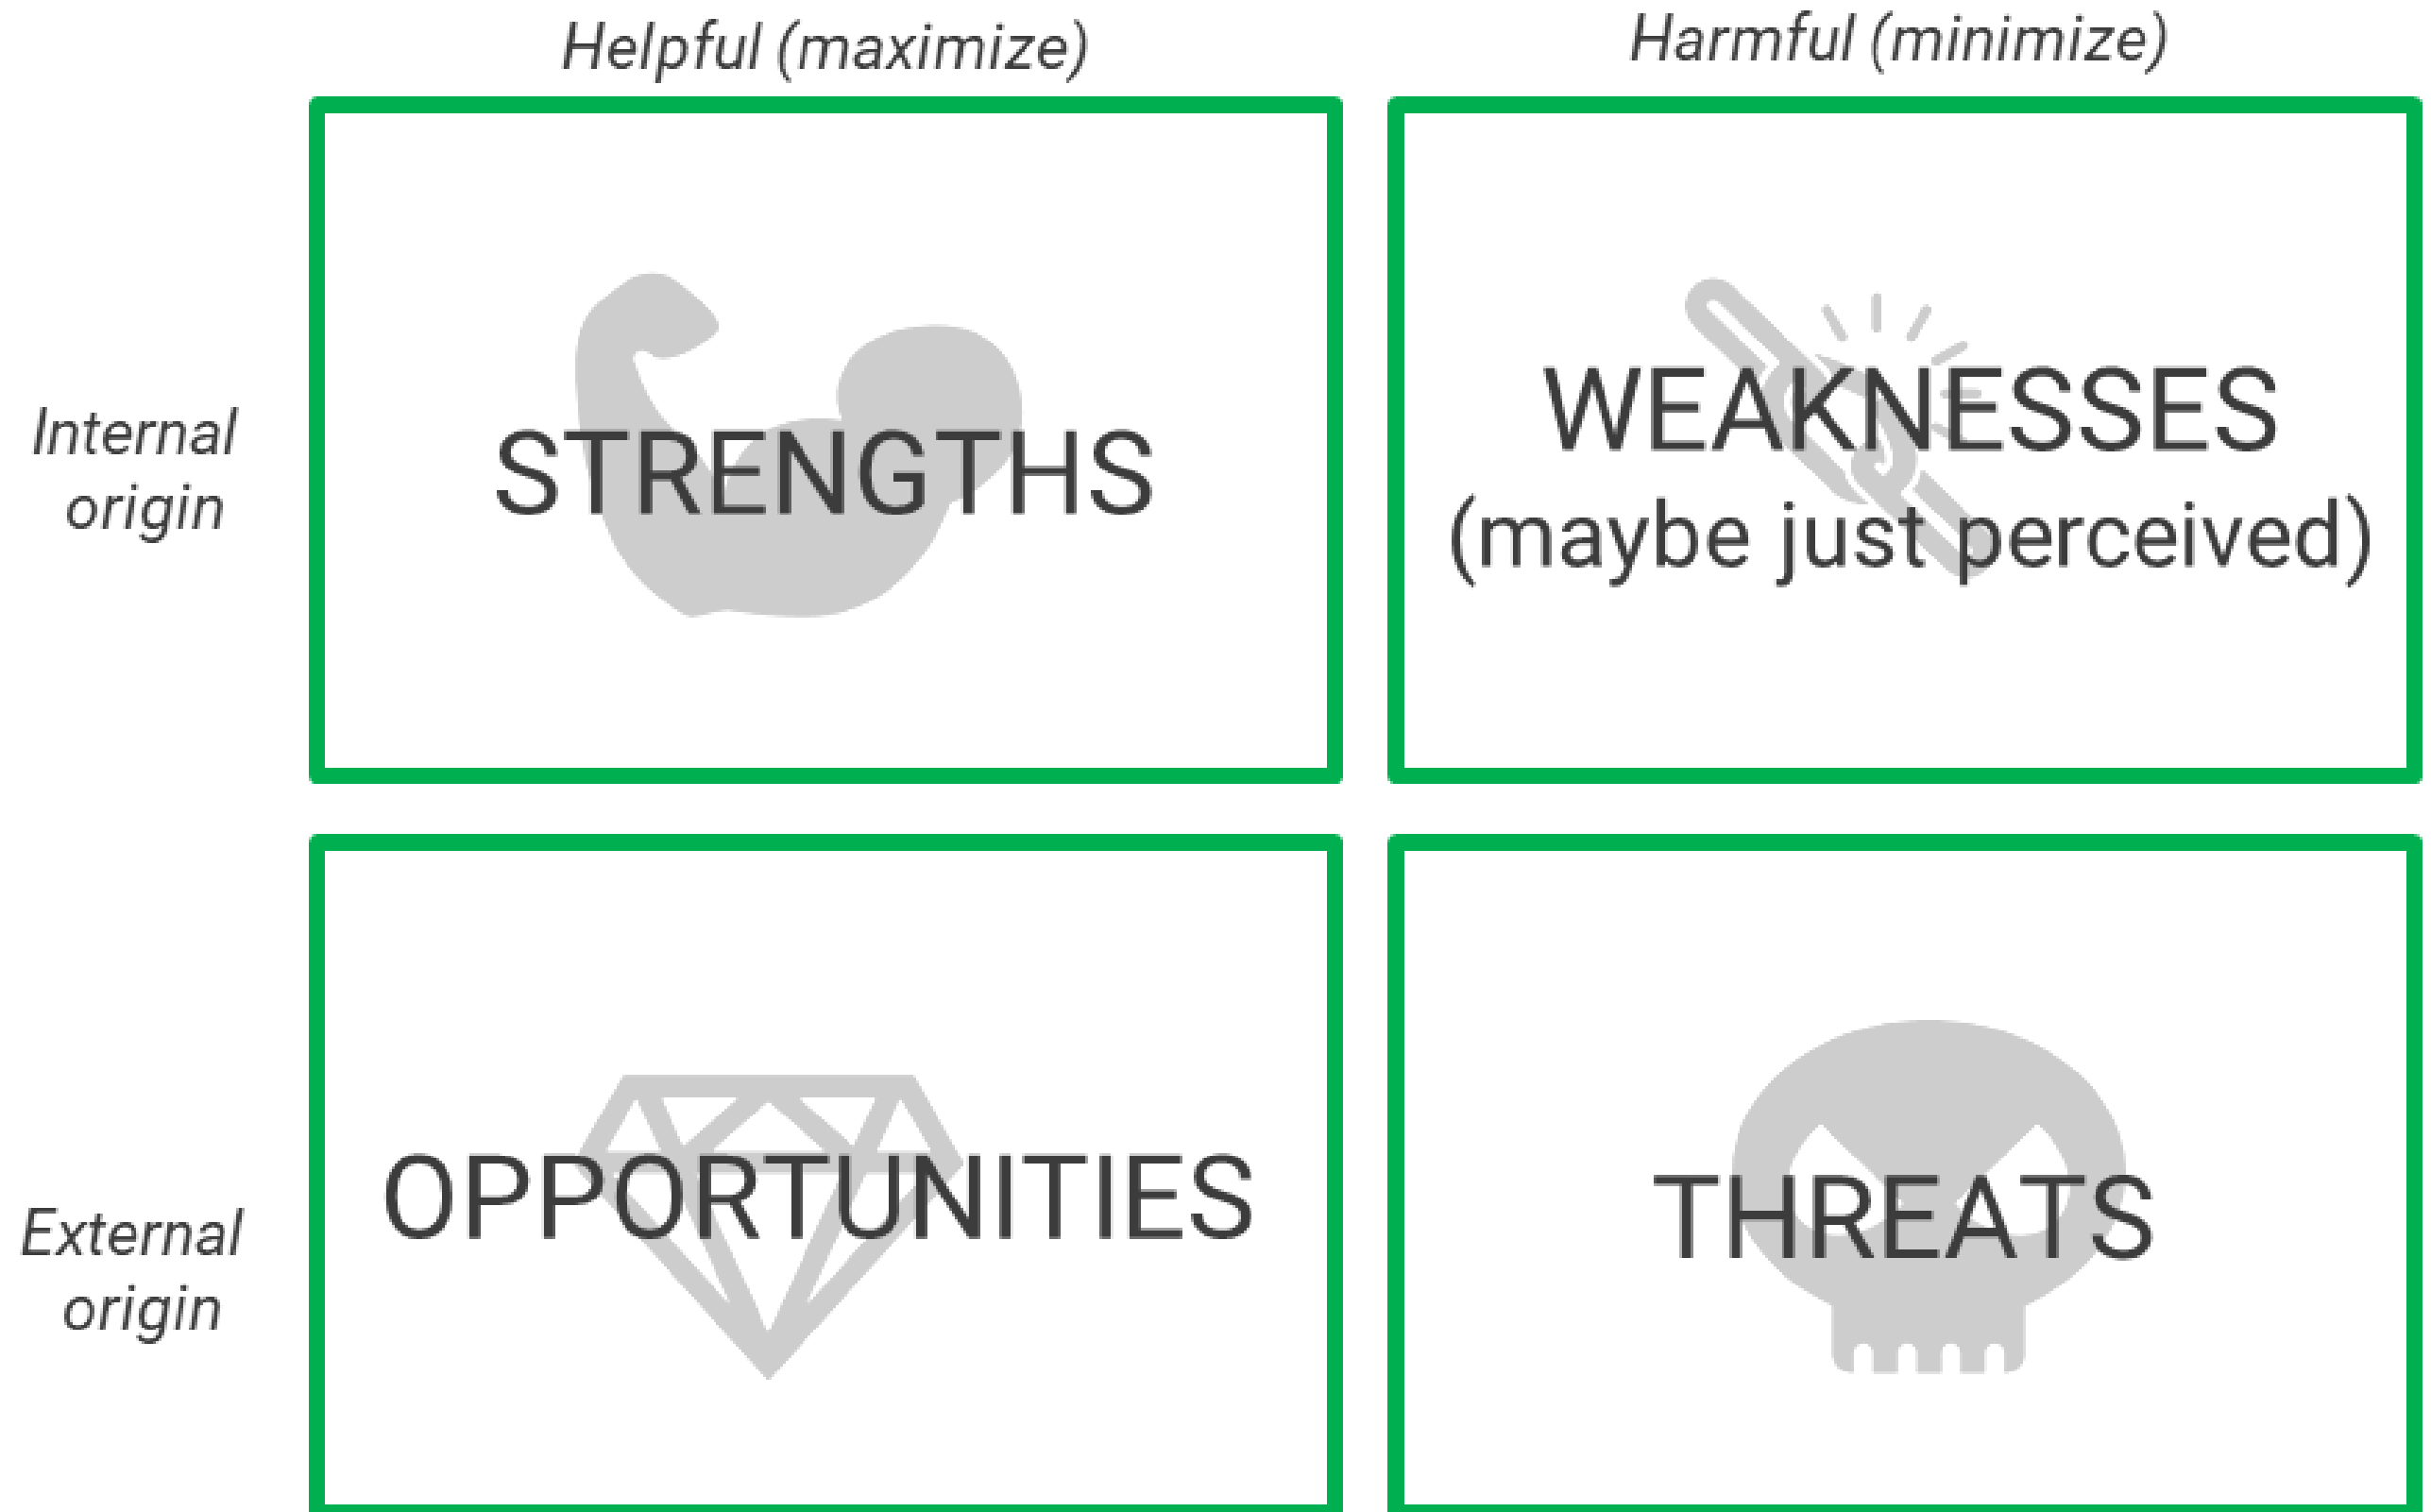 Helpful (maximize)
Harmful (minimize)
Internal
origin
STRENGTHS
WEAKNESSES
(maybe just perceived)
External
origin
OPPORTUNITIES
THREATS